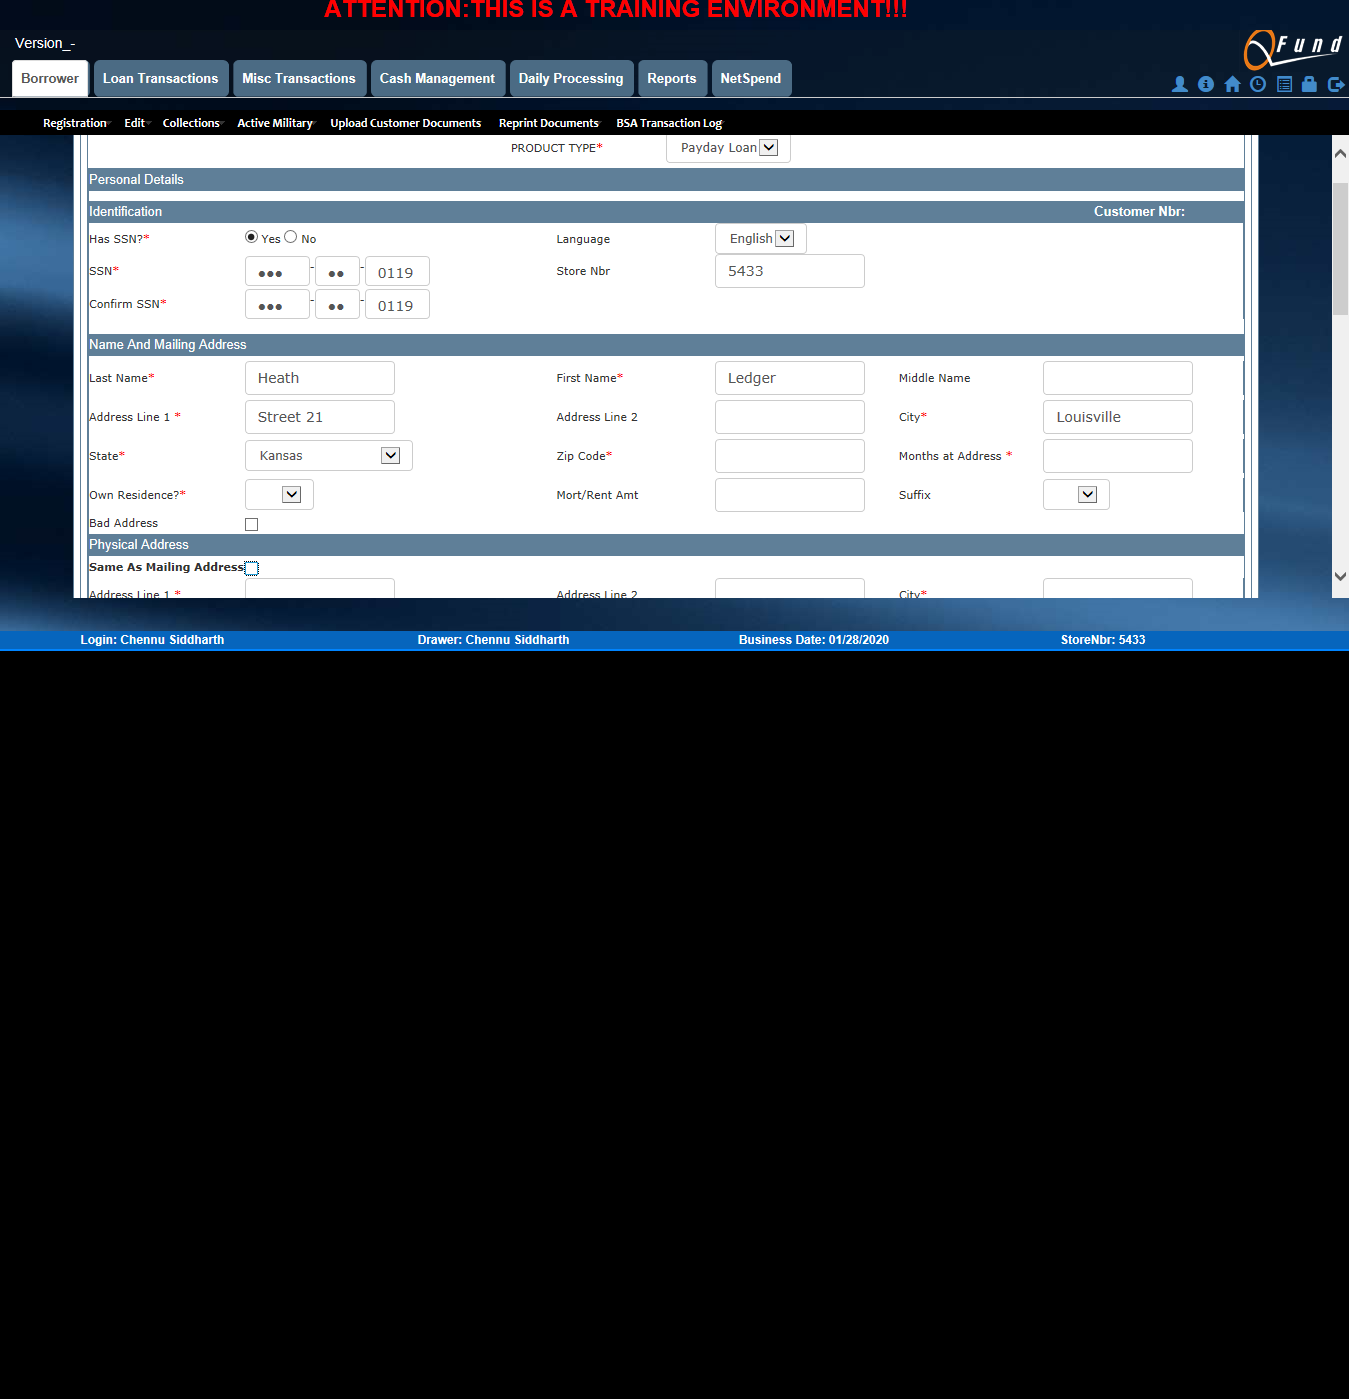 ATTENTION:THIS IS A TRAINING ENVIRONMENT!!!
Version_-
QFund
Borrower Loan Transactions Misc Transactions Cash Management Daily Processing Reports NetSpend
Registration Edit Collections Active Military Upload Customer Documents Reprint Documents BSA Transaction Log
PRODUCT TYPE* Payday Loan
Personal Details
Identification Customer Nbr:
Has SSN?* Yes No Language English
SSN* ●●● - ●● - 0119 Store Nbr 5433
Confirm SSN* ●●● - ●● - 0119
Name And Mailing Address
Last Name* Heath First Name* Ledger Middle Name
Address Line 1 * Street 21 Address Line 2 City* Louisville
State* Kansas Zip Code* Months at Address *
Own Residence?* Mort/Rent Amt Suffix
Bad Address
Physical Address
Same As Mailing Address
Address Line 1 * Address Line 2 City*
Login: Chennu Siddharth Drawer: Chennu Siddharth Business Date: 01/28/2020 StoreNbr: 5433